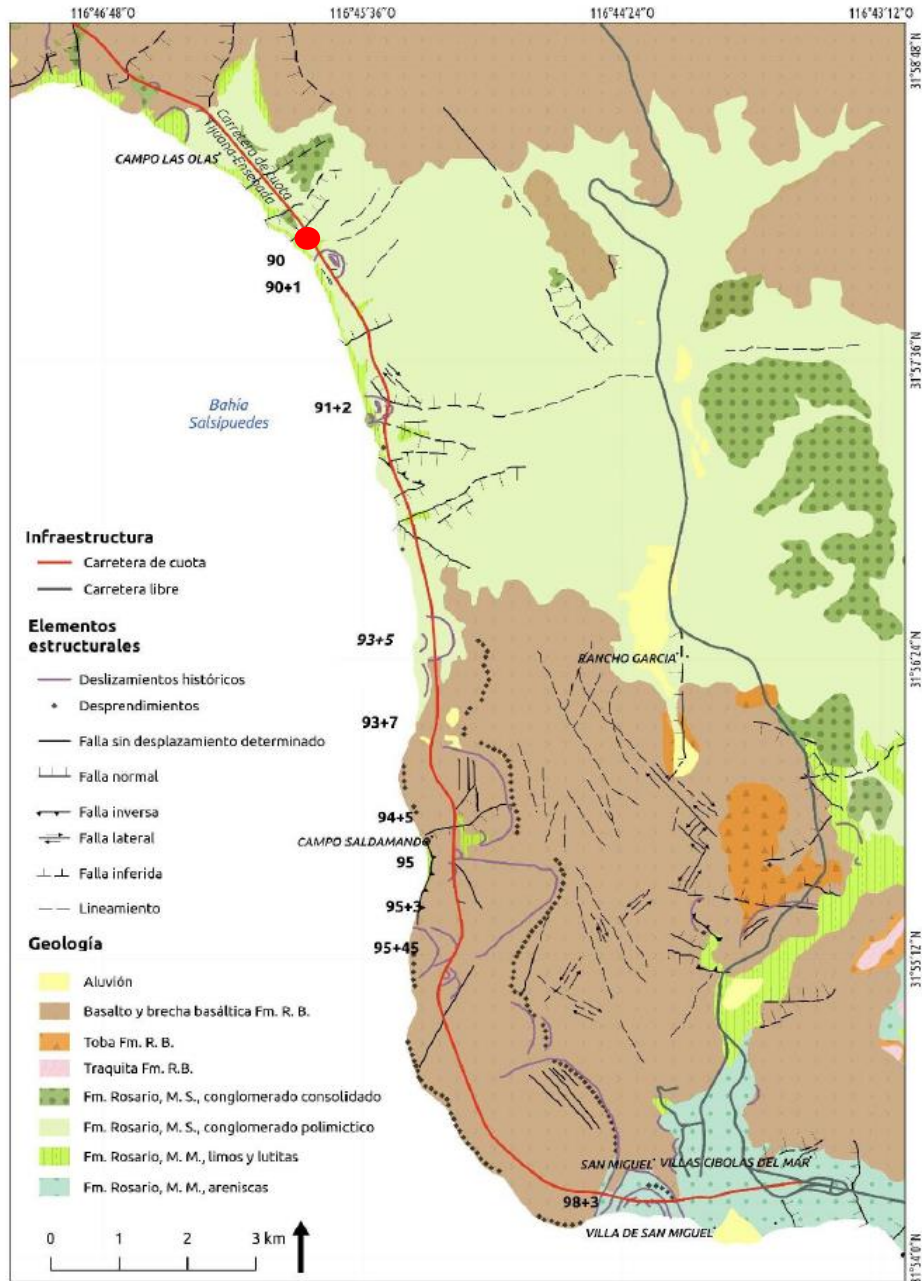 116°46'48"O 116°45'36"O 116°44'24"O 116°43'12"O
31°58'48"N
CAMPO LAS OLAS
Carretera de cuota
Tijuana-Ensenada
90
90+1
31°57'36"N
Bahía
Salsipuedes
91+2
Infraestructura
Carretera de cuota
Carretera libre
Elementos
estructurales
Deslizamientos históricos
Desprendimientos
Falla sin desplazamiento determinado
Falla normal
Falla inversa
Falla lateral
Falla inferida
Lineamiento
Geología
Aluvión
Basalto y brecha basáltica Fm. R. B.
Toba Fm. R. B.
Traquita Fm. R.B.
Fm. Rosario, M. S., conglomerado consolidado
Fm. Rosario, M. S., conglomerado polimictico
Fm. Rosario, M. M., limos y lutitas
Fm. Rosario, M. M., areniscas
0 1 2 3 km
93+5
RANCHO GARCIA
31°56'24"N
93+7
94+5
CAMPO SALDAMANDO
95
95+3
95+45
31°55'12"N
SAN MIGUEL
VILLAS CIBOLAS DEL MAR
98+3
VILLA DE SAN MIGUEL
31°54'0"N